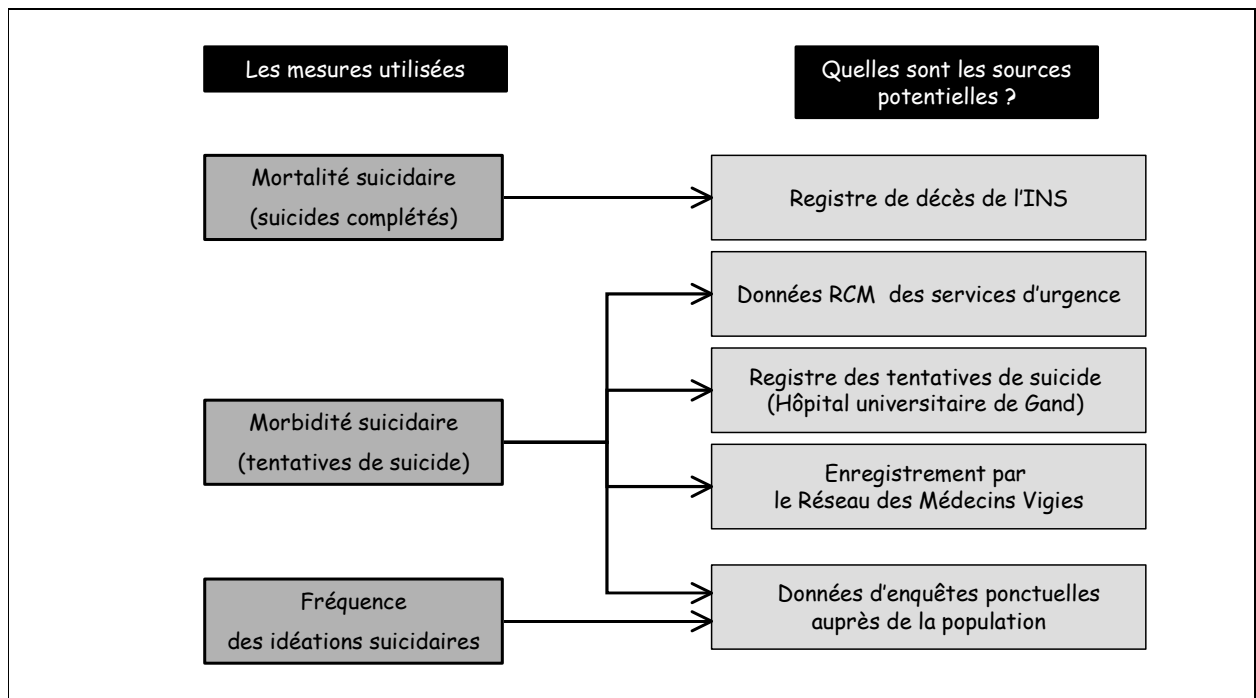 Les mesures utilisées
Quelles sont les sources
potentielles ?
Mortalité suicidaire
(suicides complétés)
Registre de décès de l'INS
Données RCM des services d'urgence
Registre des tentatives de suicide
(Hôpital universitaire de Gand)
Morbidité suicidaire
(tentatives de suicide)
Enregistrement par
le Réseau des Médecins Vigies
Fréquence
des idéations suicidaires
Données d'enquêtes ponctuelles
auprès de la population